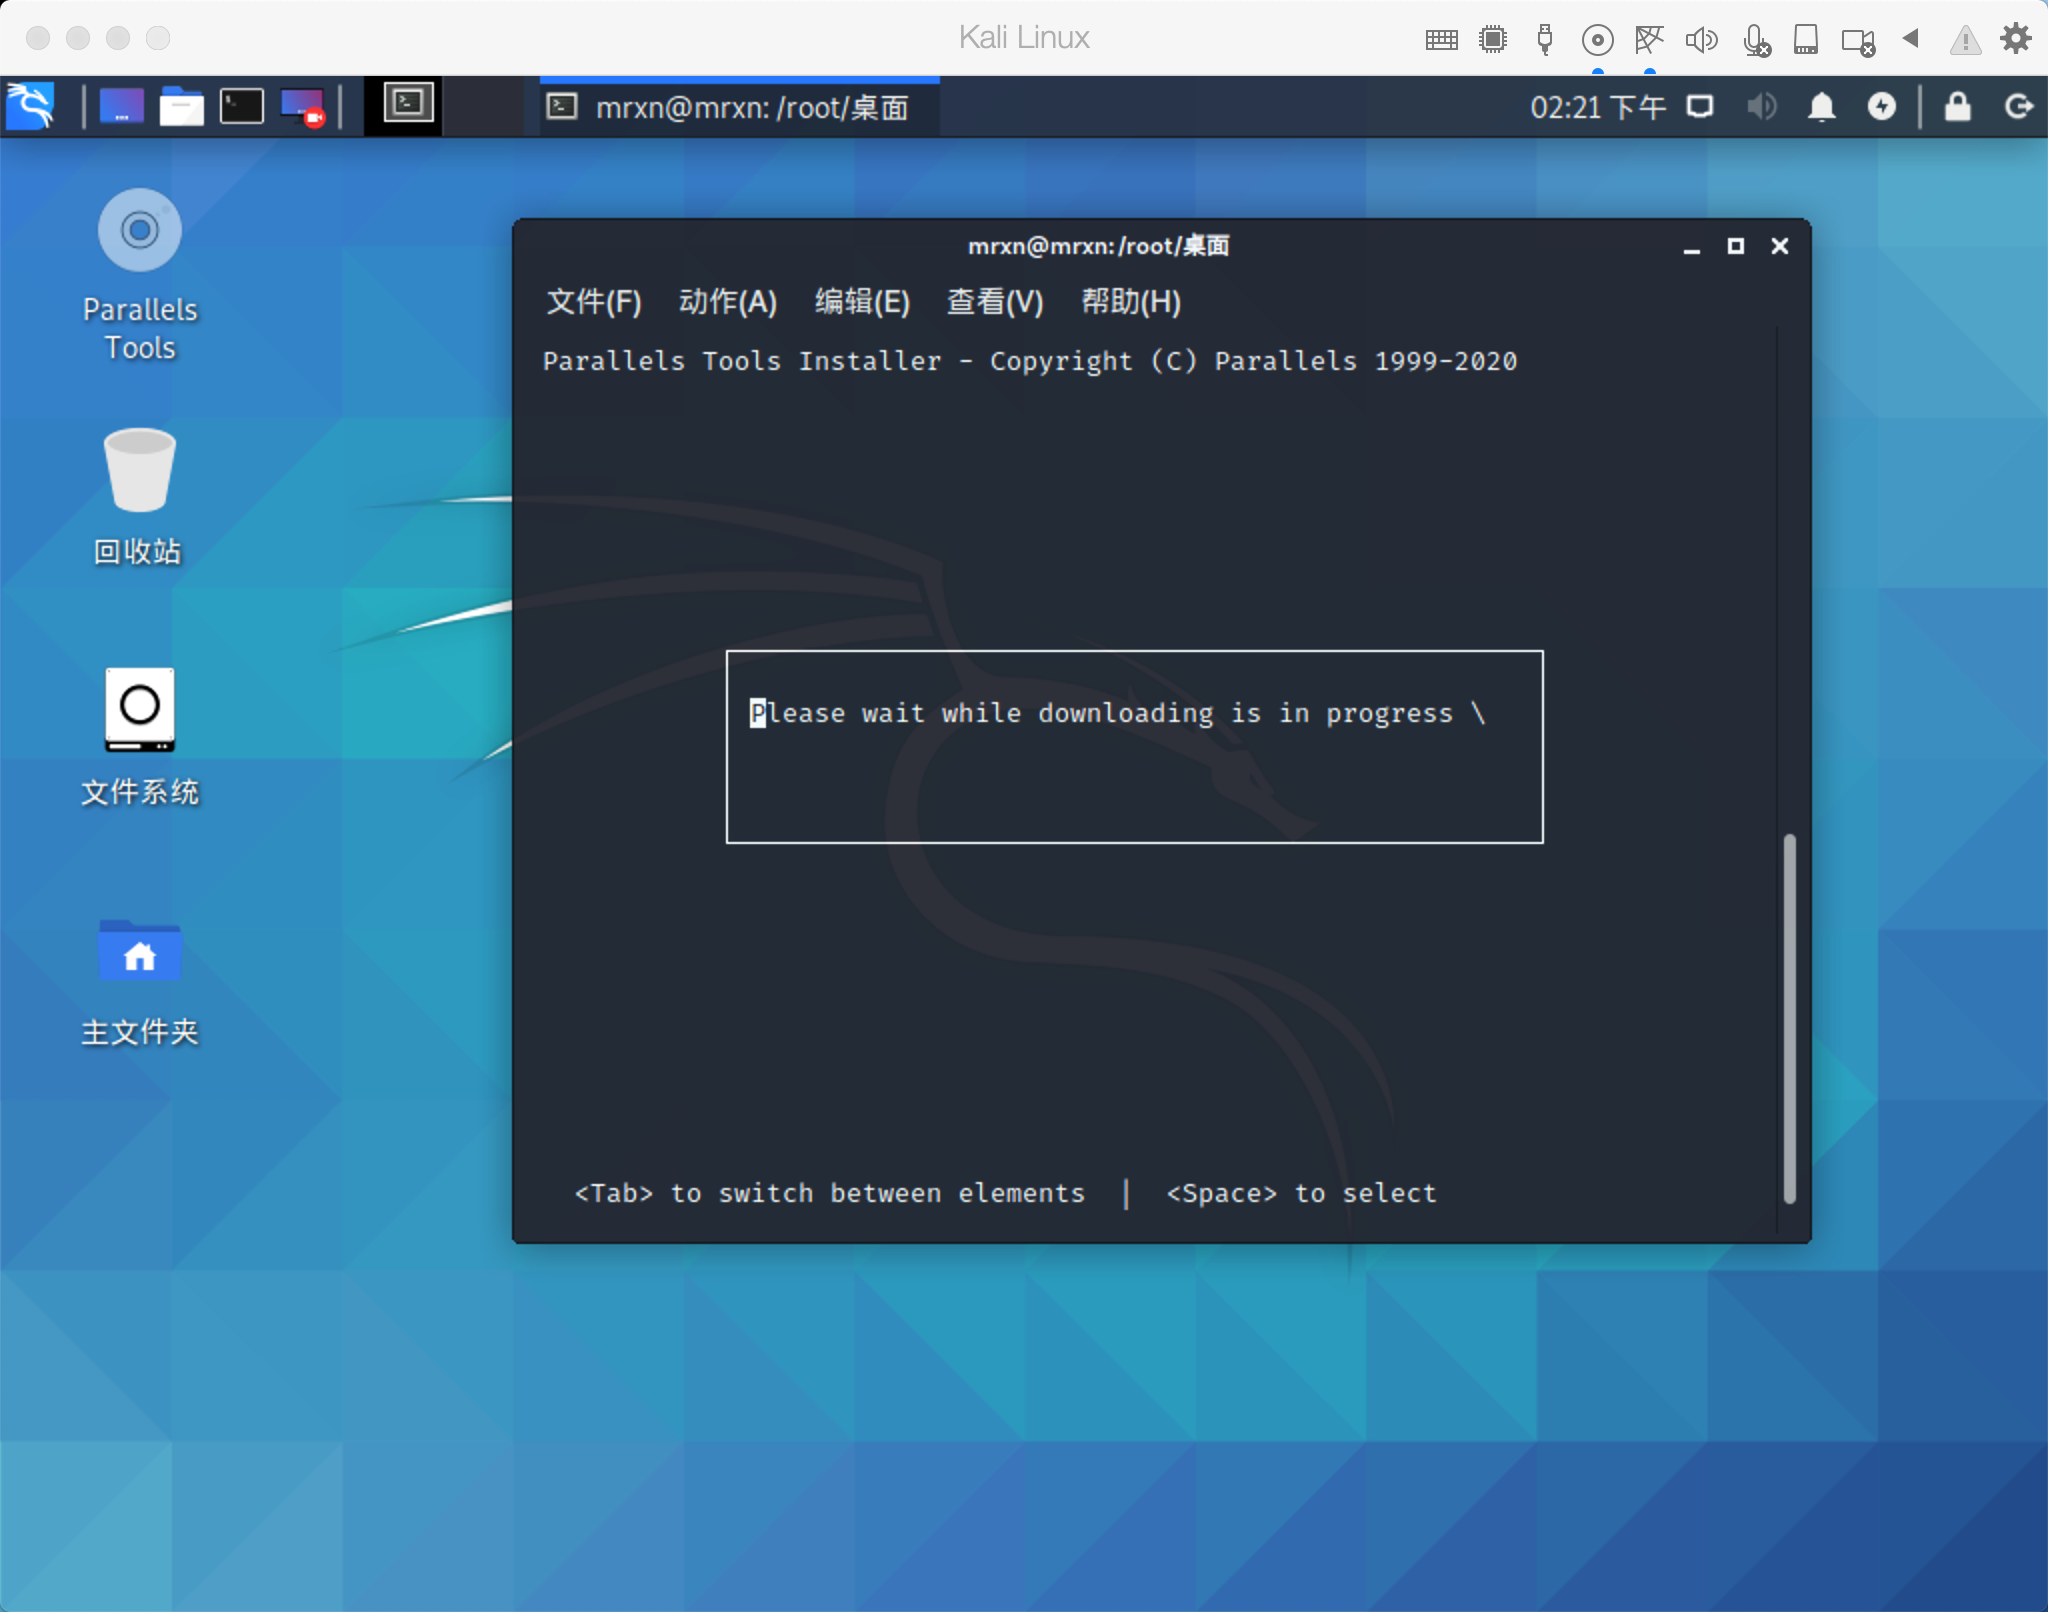 Kali Linux
mrxn@mrxn: /root/桌面
02:21 下午
Parallels
Tools
回收站
文件系统
主文件夹
mrxn@mrxn:/root/桌面
文件(F) 动作(A) 编辑(E) 查看(V) 帮助(H)
Parallels Tools Installer - Copyright (C) Parallels 1999-2020
Please wait while downloading is in progress \
<Tab> to switch between elements | <Space> to select